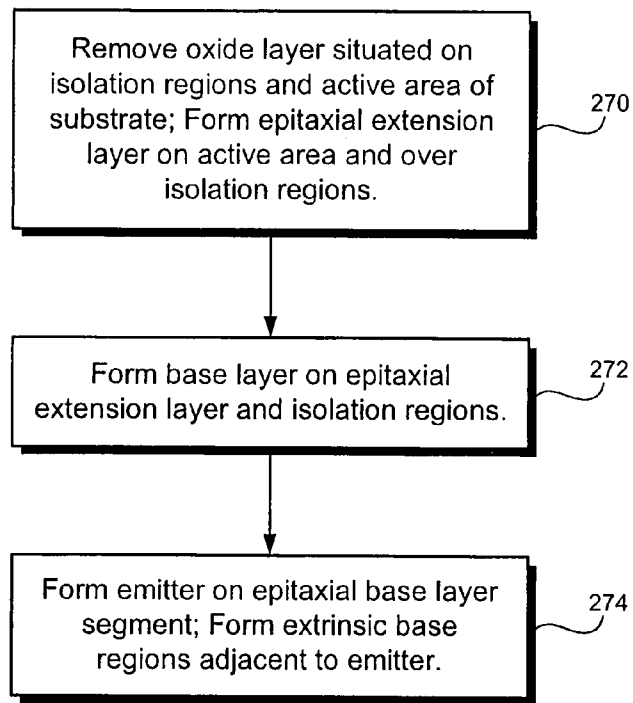 Remove oxide layer situated on
isolation regions and active area of
substrate; Form epitaxial extension
layer on active area and over
isolation regions.
270
Form base layer on epitaxial
extension layer and isolation regions.
272
Form emitter on epitaxial base layer
segment; Form extrinsic base
regions adjacent to emitter.
274